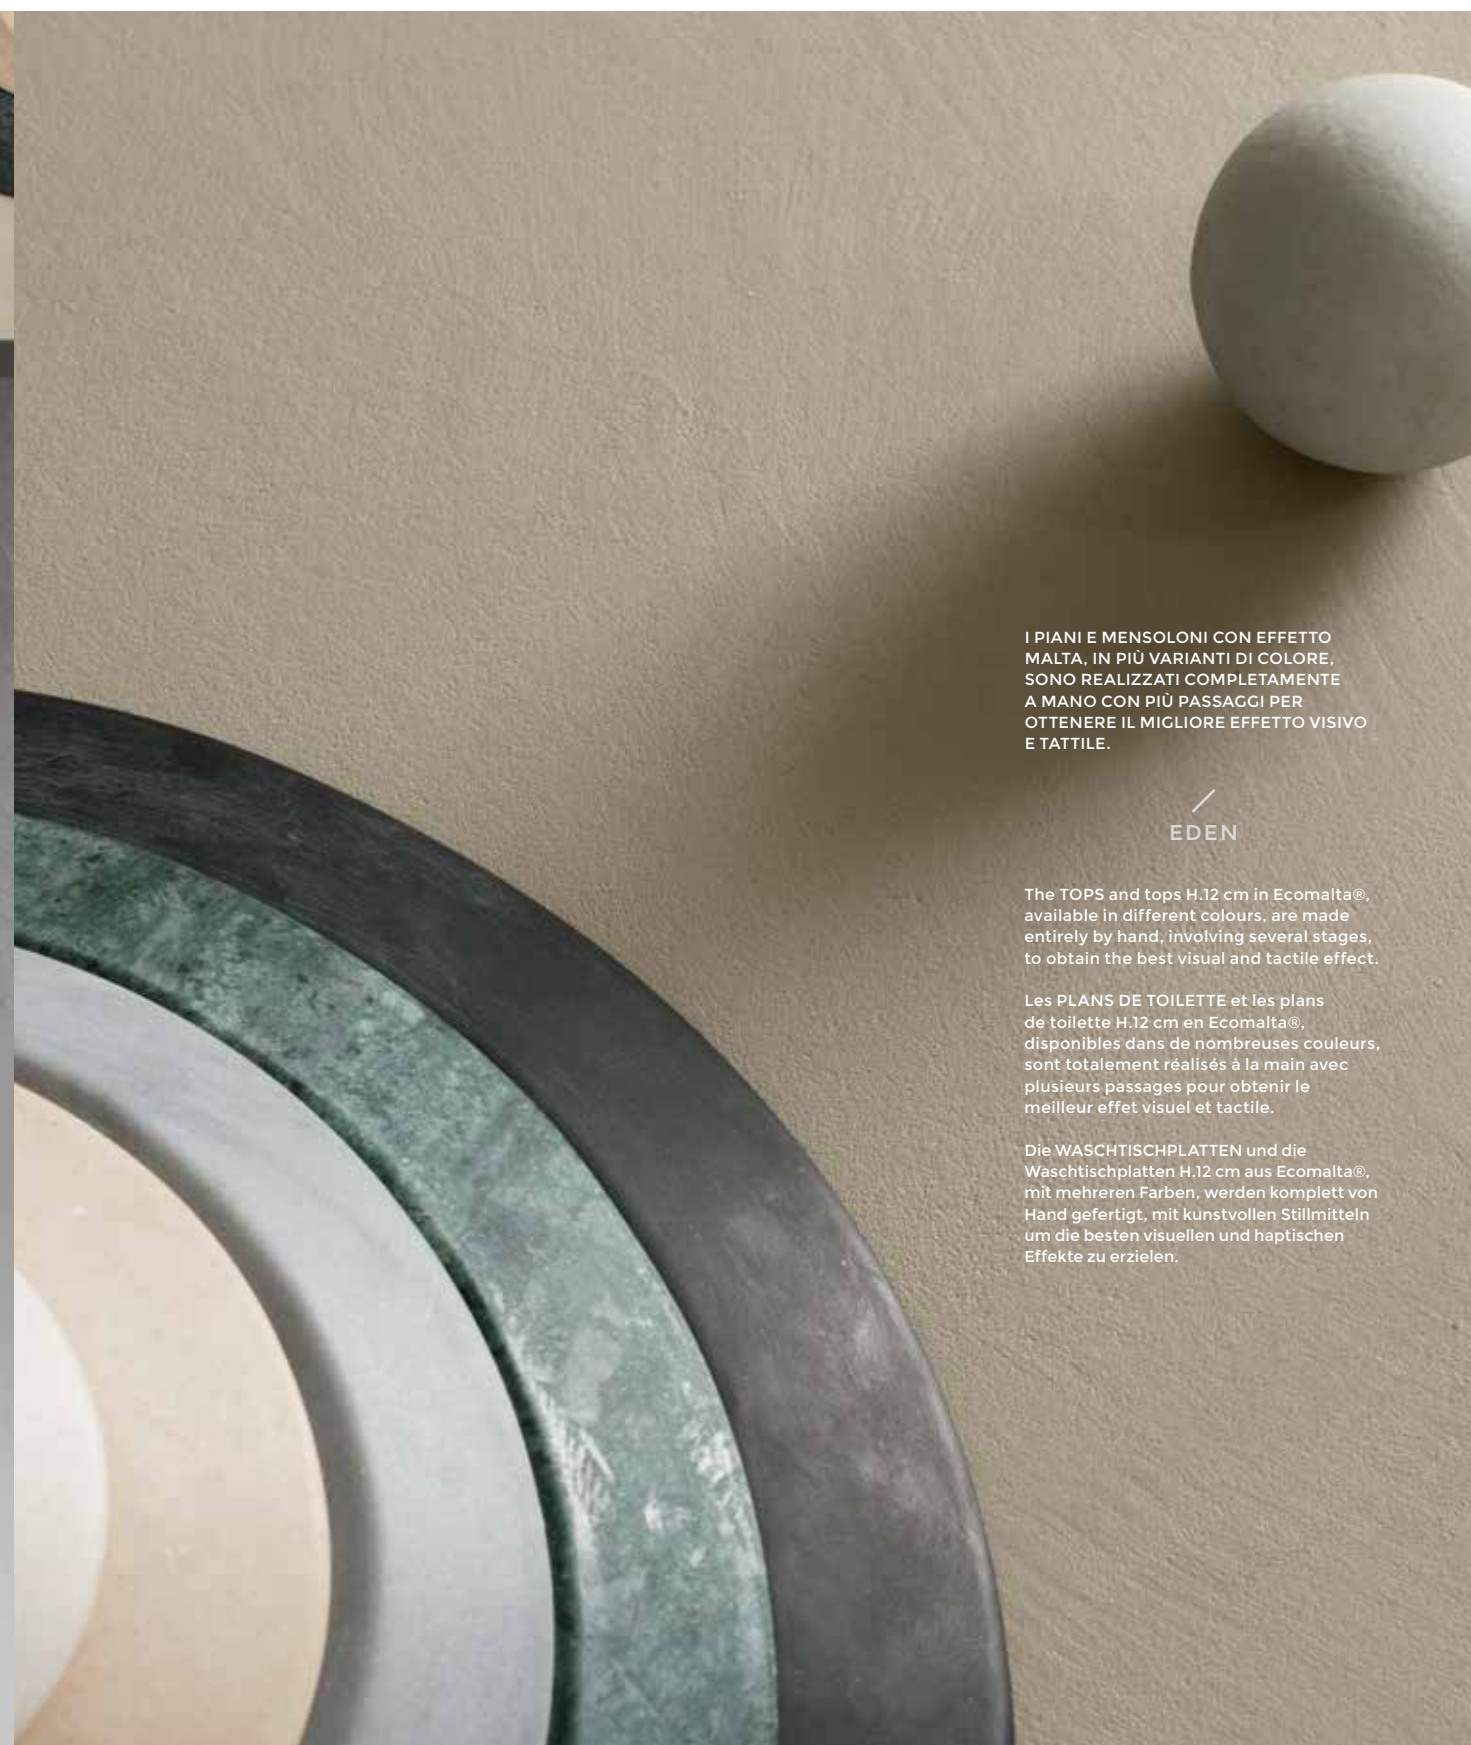 I PIANI E MENSOLONI CON EFFETTO
MALTA, IN PIÙ VARIANTI DI COLORE,
SONO REALIZZATI COMPLETAMENTE
A MANO CON PIÙ PASSAGGI PER
OTTENERE IL MIGLIORE EFFETTO VISIVO
E TATTILE.
EDEN
The TOPS and tops H.12 cm in Ecomalta®,
available in different colours, are made
entirely by hand, involving several stages,
to obtain the best visual and tactile effect.
Les PLANS DE TOILETTE et les plans
de toilette H.12 cm en Ecomalta®,
disponibles dans de nombreuses couleurs,
sont totalement réalisés à la main avec
plusieurs passages pour obtenir le
meilleur effet visuel et tactile.
Die WASCHTISCHPLATTEN und die
Waschtischplatten H.12 cm aus Ecomalta®,
mit mehreren Farben, werden komplett von
Hand gefertigt, mit kunstvollen Stillmitteln
um die besten visuellen und haptischen
Effekte zu erzielen.